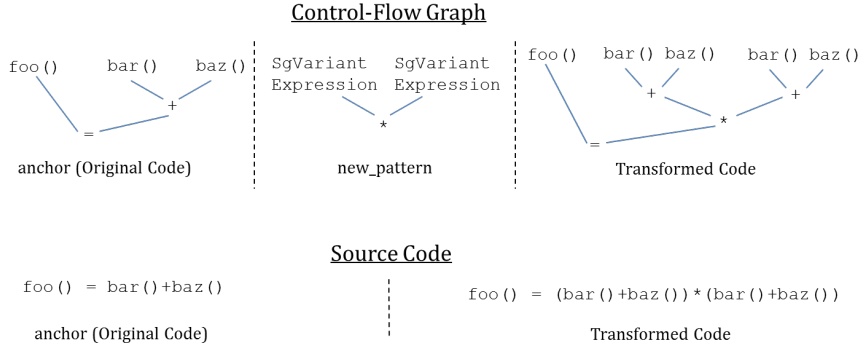 Control-Flow Graph
foo() bar() baz()
+
=
anchor (Original Code)
SgVariant SgVariant
Expression Expression
*
new_pattern
foo() bar() baz() bar() baz()
+ +
*
=
Transformed Code
Source Code
foo() = bar()+baz()
anchor (Original Code)
foo() = (bar()+baz())*(bar()+baz())
Transformed Code